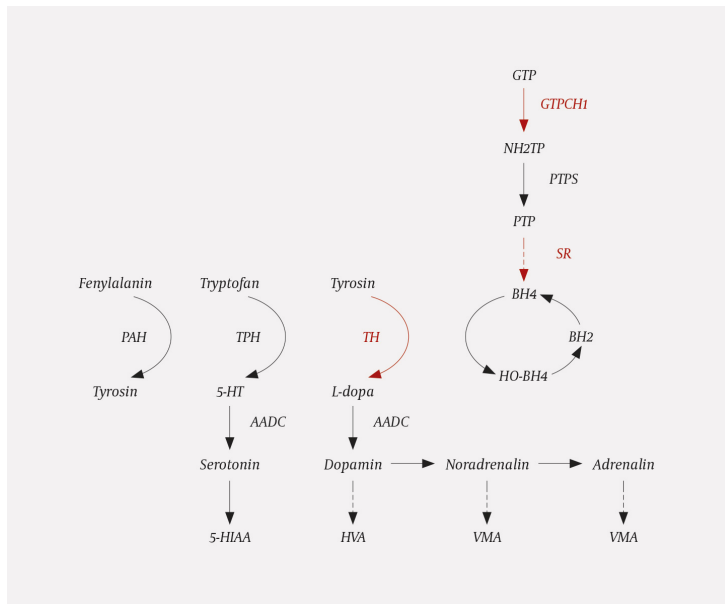 GTP
GTPCH1
NH2TP
PTPS
PTP
SR
Fenylalanin Tryptofan Tyrosin BH4
PAH TPH TH BH2
HO-BH4
Tyrosin 5-HT L-dopa
AADC AADC
Serotonin Dopamin Noradrenalin Adrenalin
5-HIAA HVA VMA VMA